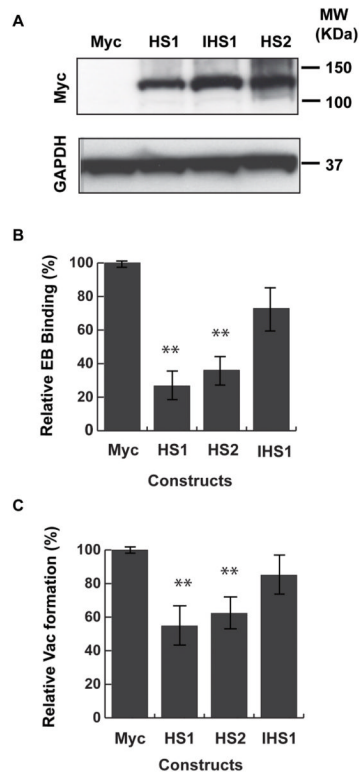 A
MW
(KDa)
Myc HS1 IHS1 HS2
Myc
150
100
GAPDH
37
B
Relative EB Binding (%)
100
80
60
40
20
0
** **
Myc HS1 HS2 IHS1
Constructs
C
Relative Vac formation (%)
100
80
60
40
20
0
** **
Myc HS1 HS2 IHS1
Constructs